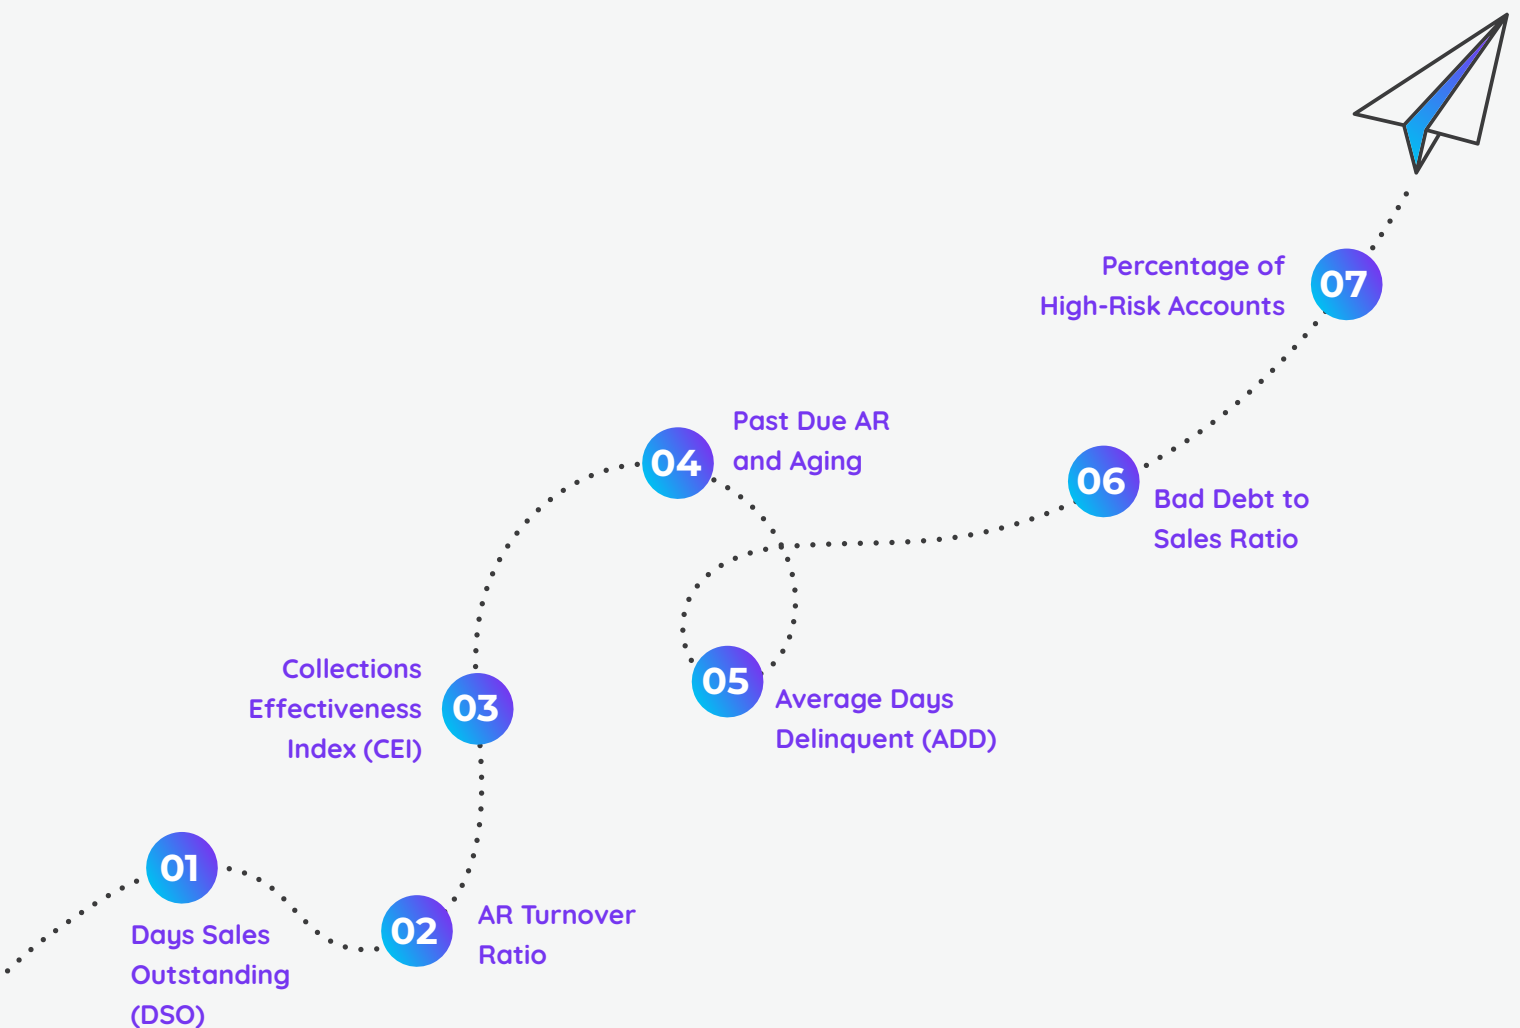 01
Days Sales
Outstanding
(DSO)
02
AR Turnover
Ratio
03
Collections
Effectiveness
Index (CEI)
04
Past Due AR
and Aging
05
Average Days
Delinquent (ADD)
06
Bad Debt to
Sales Ratio
07
Percentage of
High-Risk Accounts